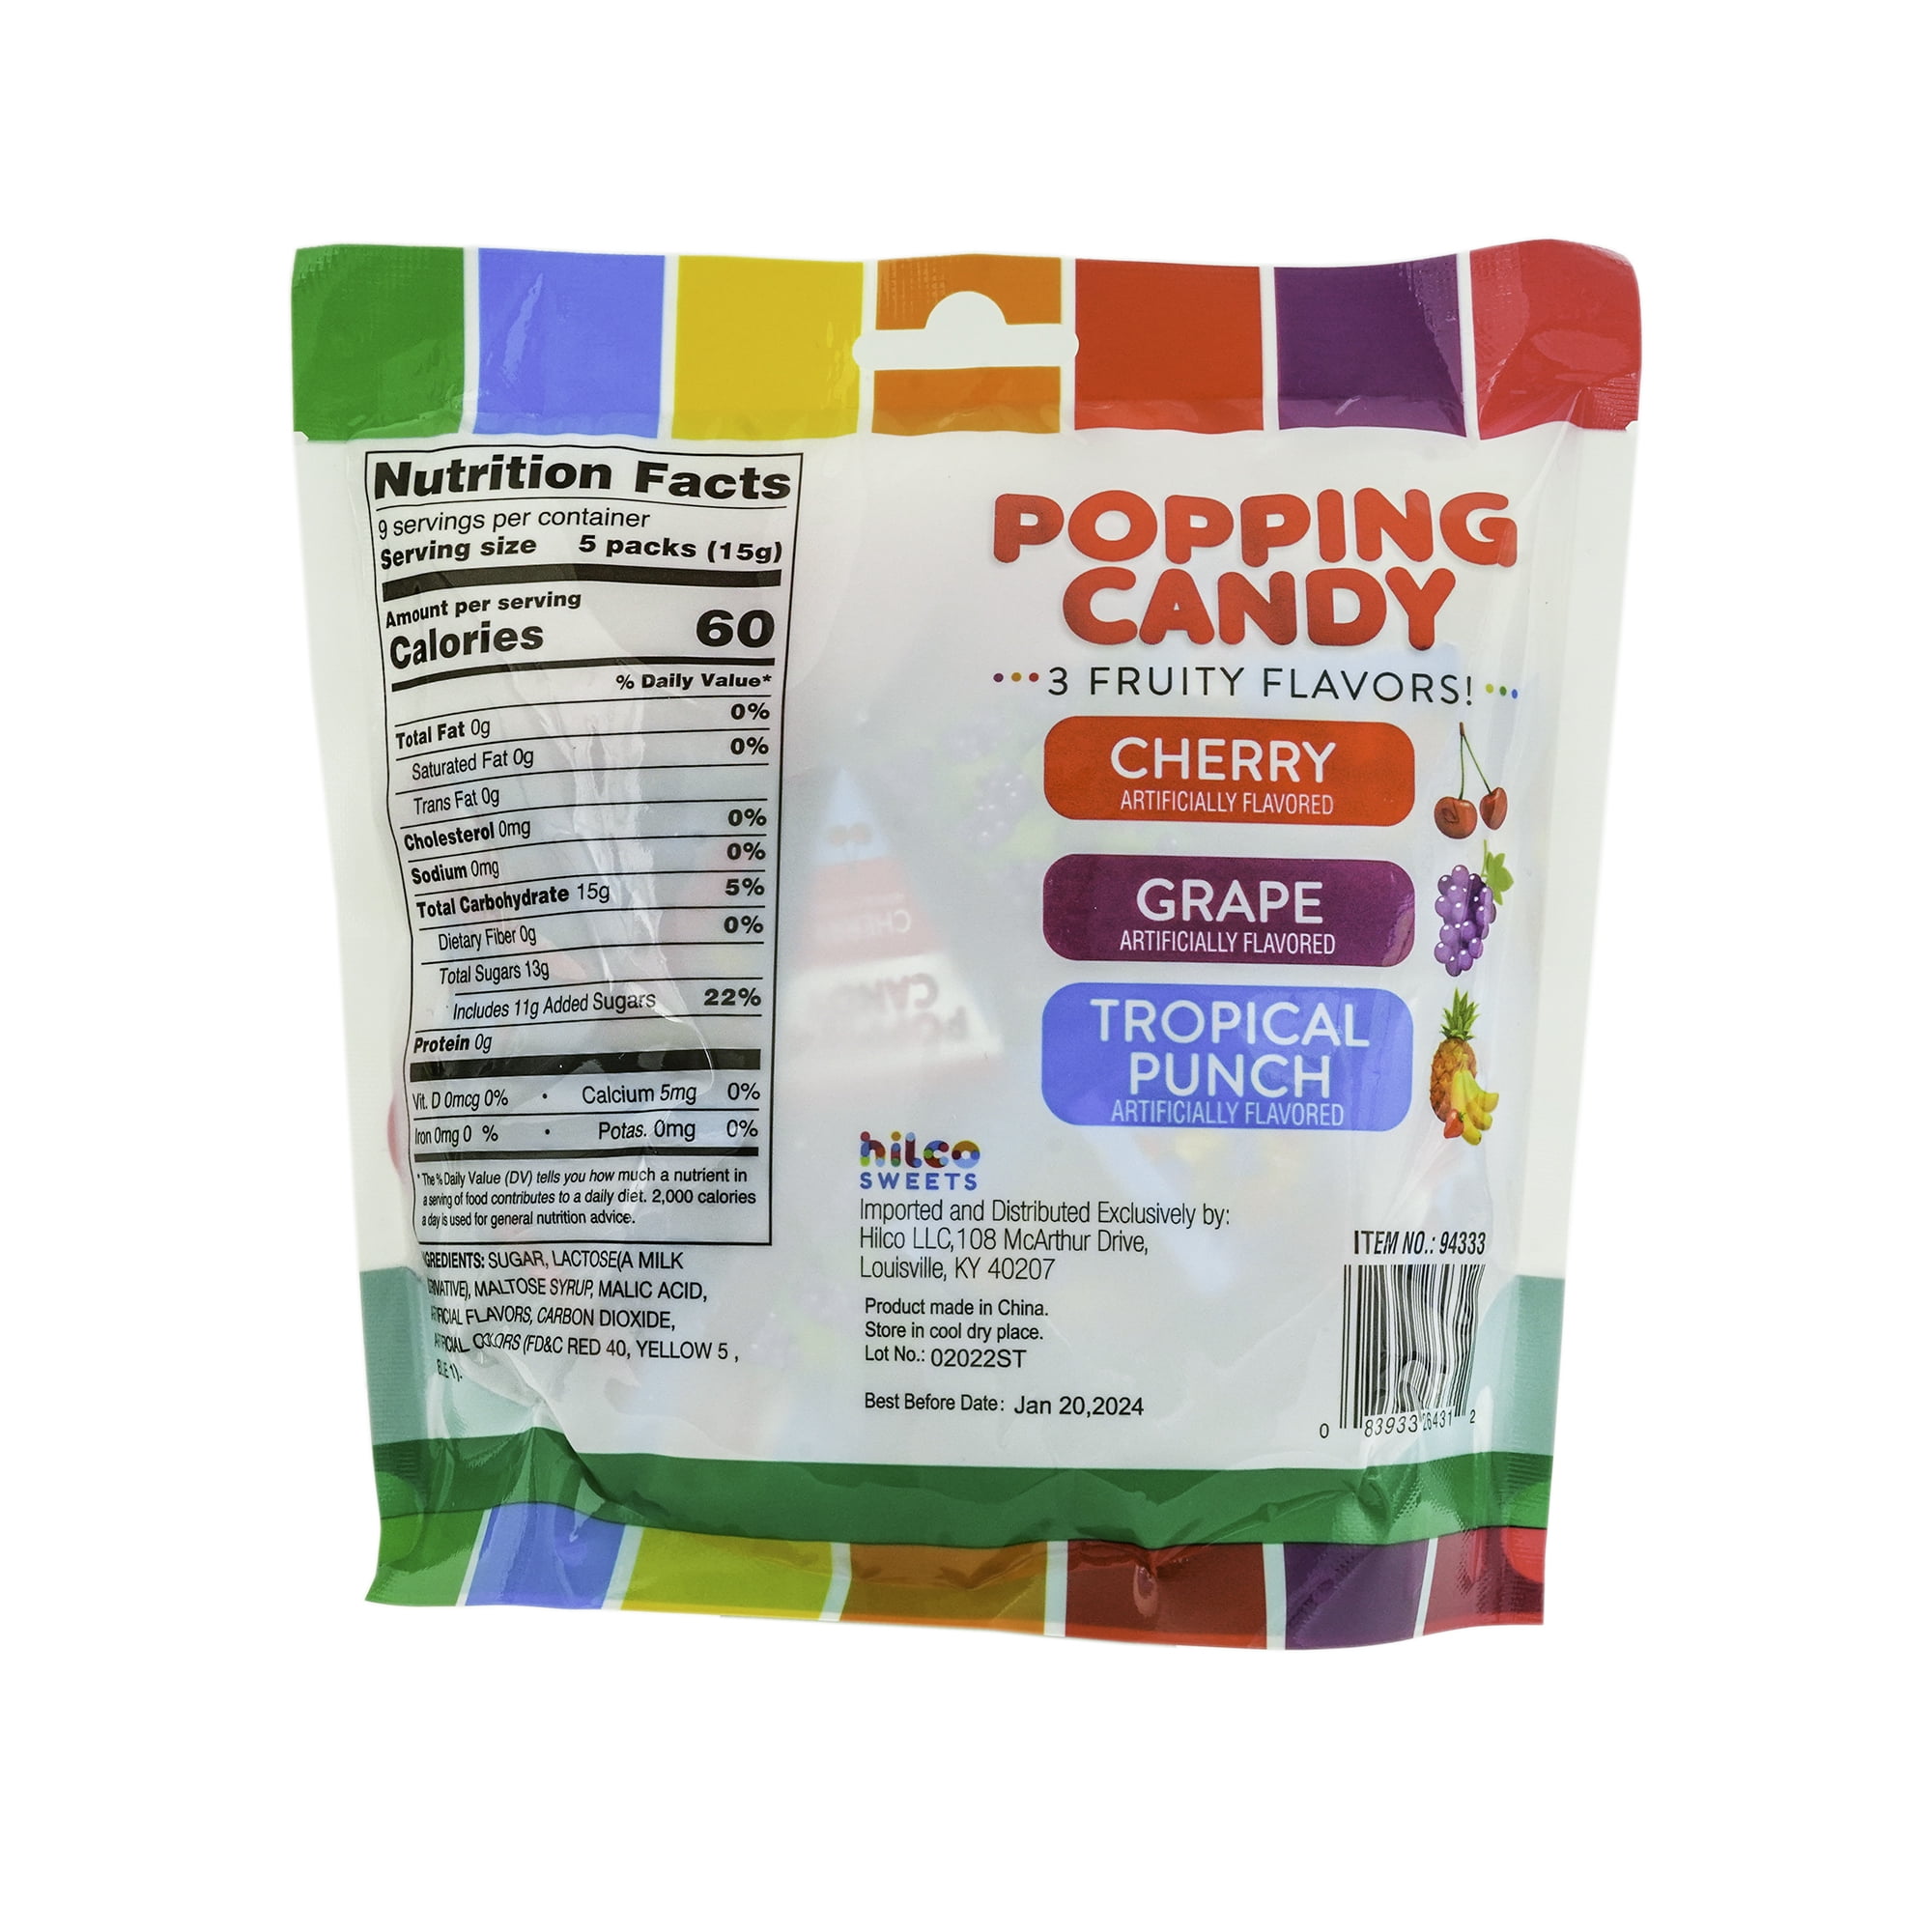 Nutrition Facts
9 servings per container
Serving size 5 packs (15g)
Amount per serving
Calories 60
% Daily Value*
Total Fat 0g 0%
Saturated Fat 0g 0%
Trans Fat 0g
Cholesterol 0mg 0%
Sodium 0mg 0%
Total Carbohydrate 15g 5%
Dietary Fiber 0g 0%
Total Sugars 13g
Includes 11g Added Sugars 22%
Protein 0g
Vit. D 0mcg 0% • Calcium 5mg 0%
Iron 0mg 0 % • Potas. 0mg 0%
* The % Daily Value (DV) tells you how much a nutrient in
a serving of food contributes to a daily diet. 2,000 calories
a day is used for general nutrition advice.
SUGAR, LACTOSE(A MILK
MALTOSE SYRUP, MALIC ACID,
FLAVORS, CARBON DIOXIDE,
COLORS (FD&C RED 40, YELLOW 5 ,
1).
POPPING
CANDY
3 FRUITY FLAVORS!
CHERRY
ARTIFICIALLY FLAVORED
GRAPE
ARTIFICIALLY FLAVORED
TROPICAL
PUNCH
ARTIFICIALLY FLAVORED
hilco
SWEETS
Imported and Distributed Exclusively by:
Hilco LLC,108 McArthur Drive,
Louisville, KY 40207
Product made in China.
Store in cool dry place.
Lot No.: 02022ST
Best Before Date: Jan 20,2024
ITEM NO.: 94333
0 83933 26431 2